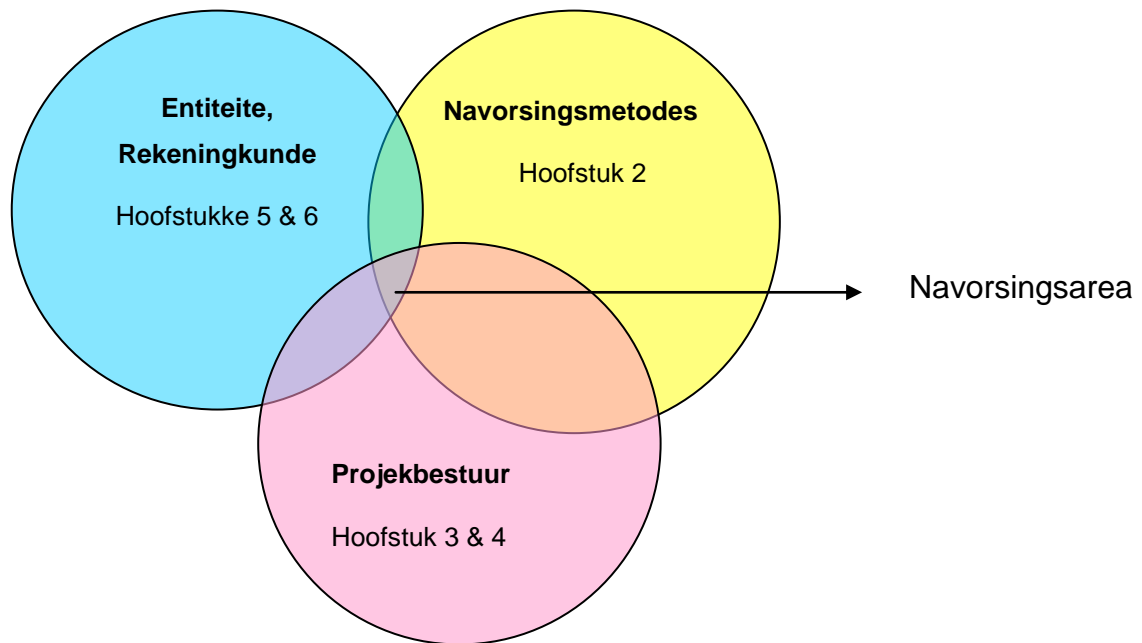 Entiteite,
Rekeningkunde
Hoofstukke 5 & 6
Navorsingsmetodes
Hoofstuk 2
Navorsingsarea
Projekbestuur
Hoofstuk 3 & 4